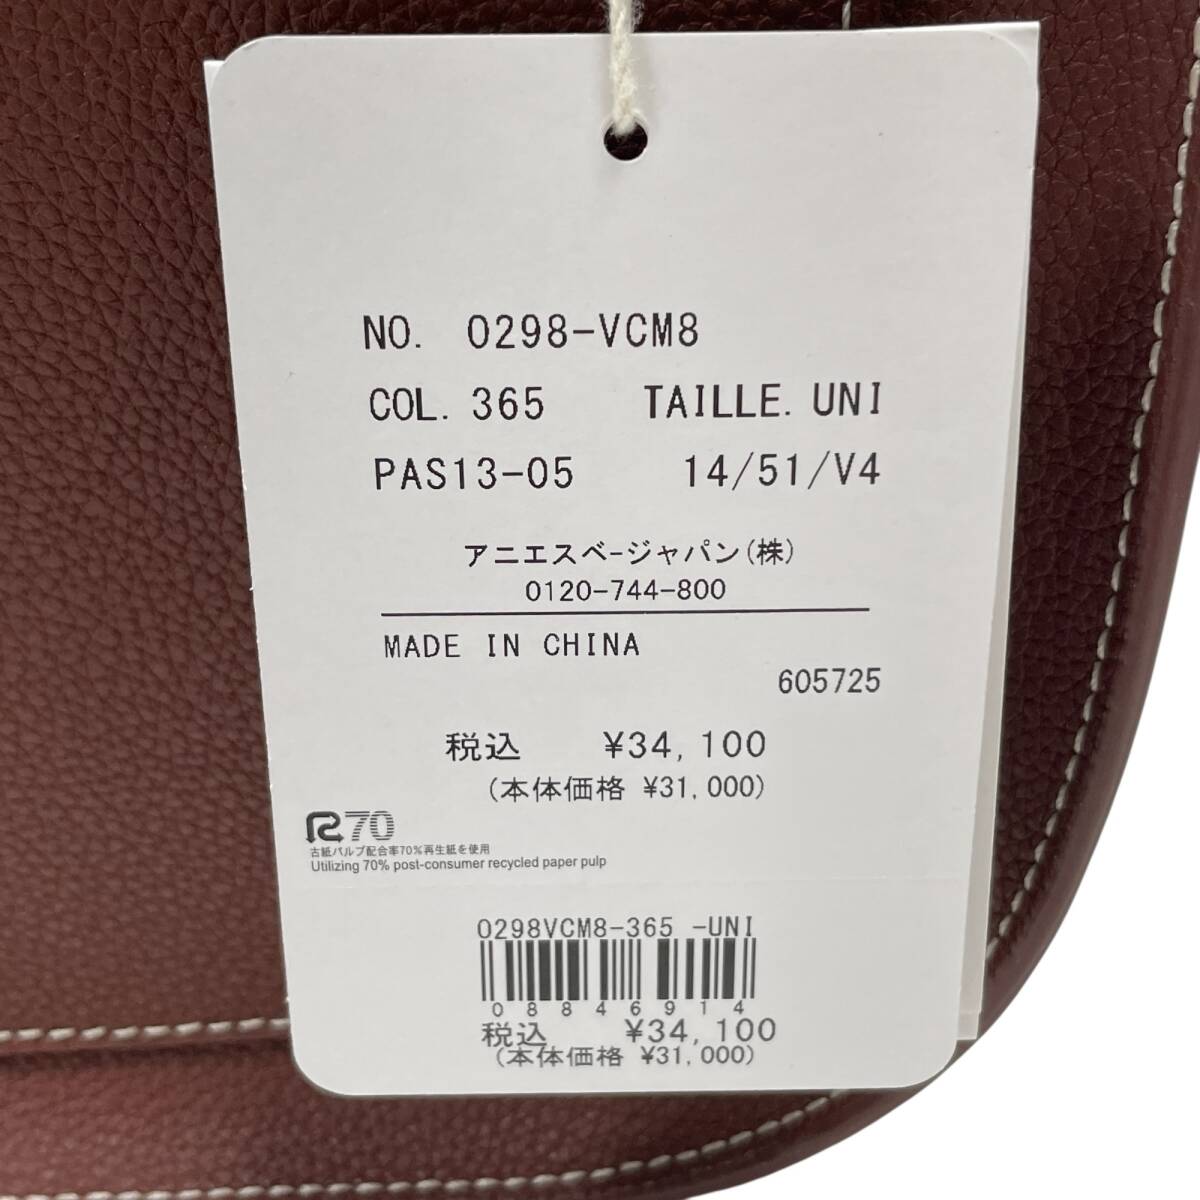 NO. 0298-VCM8
COL. 365 TAILLE. UNI
PAS13-05 14/51/V4
アニエスベージャパン(株)
0120-744-800
MADE IN CHINA
605725
税込 ¥34,100
(本体価格 ¥31,000)
R70
古紙パルプ配合率70%再生紙を使用
Utilizing 70% post-consumer recycled paper pulp
0298VCM8-365 -UNI
08846914
税込 ¥34,100
(本体価格 ¥31,000)